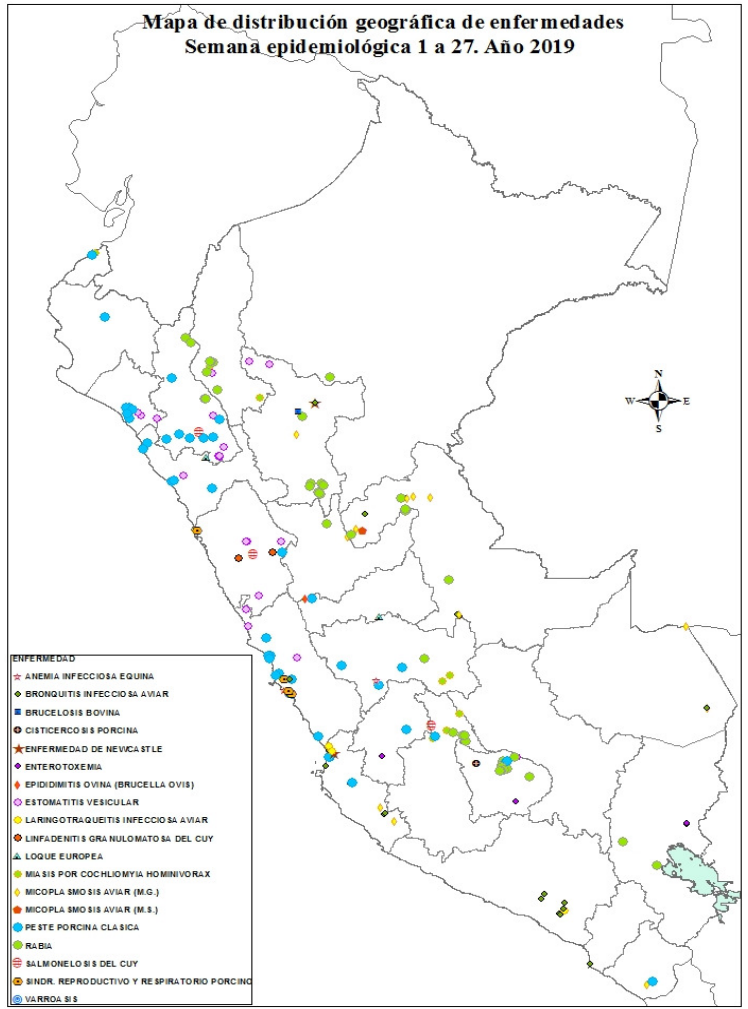 Mapa de distribución geográfica de enfermedades
Semana epidemiológica 1 a 27. Año 2019
N
W E
S
ENFERMEDAD
ANEMIA INFECCIOSA EQUINA
BRONQUITIS INFECCIOSA AVIAR
BRUCELOSIS BOVINA
CISTICERCOSIS PORCINA
ENFERMEDAD DE NEWCASTLE
ENTEROTOXEMIA
EPIDIDIMITIS OVINA (BRUCELLA OVIS)
ESTOMATITIS VESICULAR
LARINGOTRAQUEITIS INFECCIOSA AVIAR
LINFADENITIS GRANULOMATOSA DEL CUY
LOQUE EUROPEA
MIASIS POR COCHLIOMYIA HOMINIVORAX
MICOPLASMOSIS AVIAR (M.G.)
MICOPLASMOSIS AVIAR (M.S.)
PESTE PORCINA CLASICA
RABIA
SALMONELOSIS DEL CUY
SINDR. REPRODUCTIVO Y RESPIRATORIO PORCINO
VARROASIS